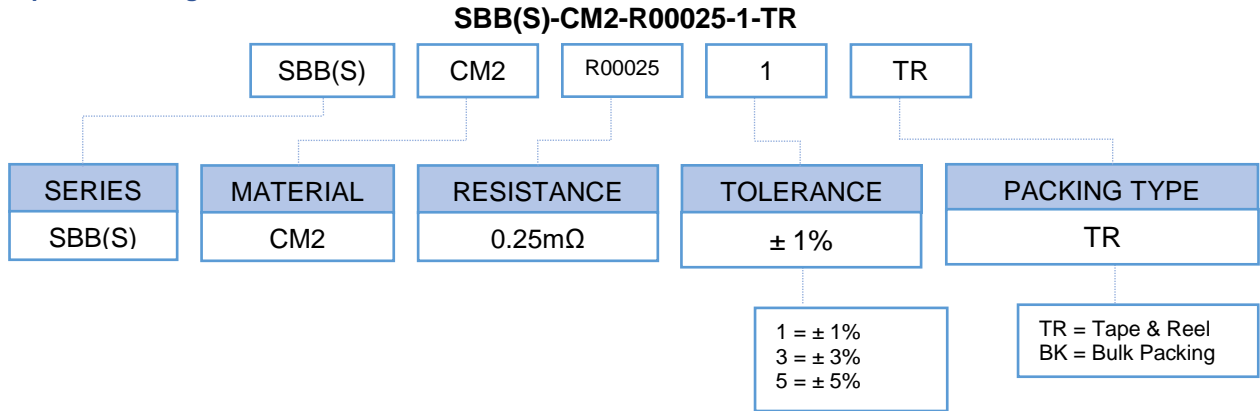 SBB(S)-CM2-R00025-1-TR
SBB(S) CM2 R00025 1 TR
SERIES MATERIAL RESISTANCE TOLERANCE PACKING TYPE
SBB(S) CM2 0.25mΩ ± 1% TR
1 = ± 1%
3 = ± 3%
5 = ± 5%
TR = Tape & Reel
BK = Bulk Packing